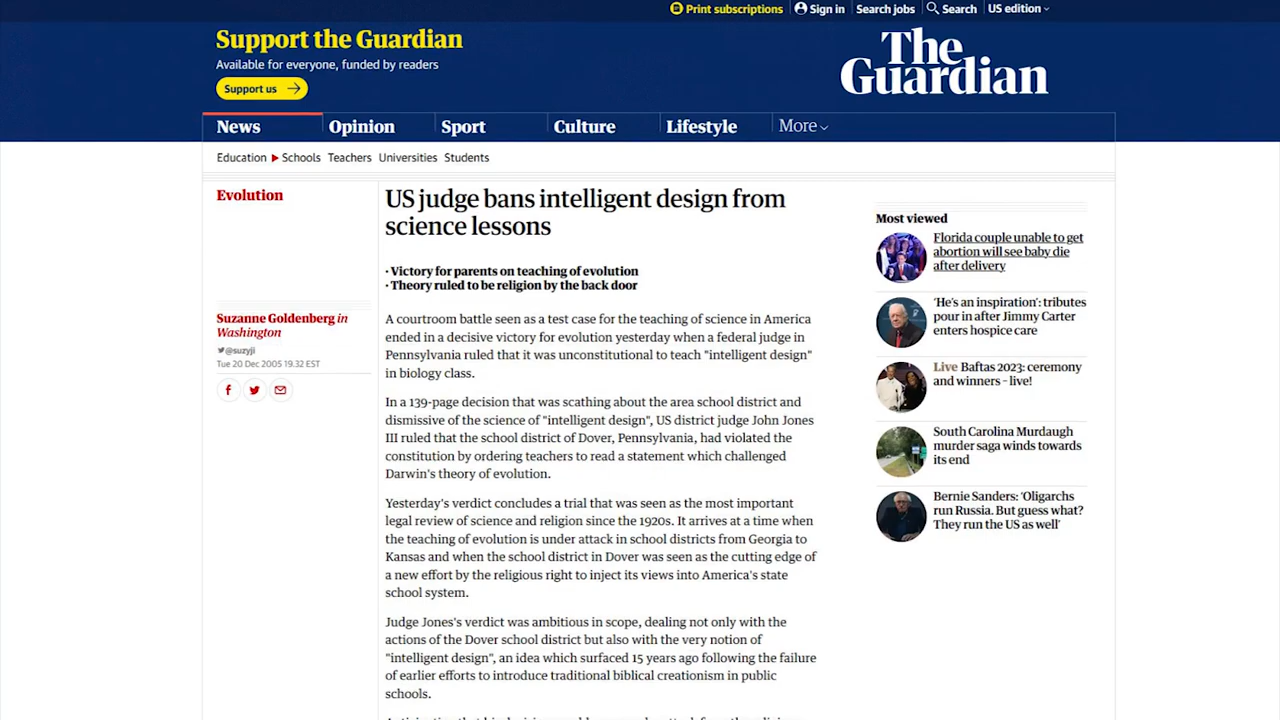 Print subscriptions
Sign in
Search jobs
Search
US edition
Support the Guardian
Available for everyone, funded by readers
Support us
The
Guardian
News
Opinion
Sport
Culture
Lifestyle
More
Education
Schools
Teachers
Universities
Students
Evolution
US judge bans intelligent design from
science lessons
· Victory for parents on teaching of evolution
· Theory ruled to be religion by the back door
Suzanne Goldenberg in
Washington
@suzyji
Tue 20 Dec 2005 19.32 EST
A courtroom battle seen as a test case for the teaching of science in America
ended in a decisive victory for evolution yesterday when a federal judge in
Pennsylvania ruled that it was unconstitutional to teach "intelligent design"
in biology class.
In a 139-page decision that was scathing about the area school district and
dismissive of the science of "intelligent design", US district judge John Jones
III ruled that the school district of Dover, Pennsylvania, had violated the
constitution by ordering teachers to read a statement which challenged
Darwin's theory of evolution.
Yesterday's verdict concludes a trial that was seen as the most important
legal review of science and religion since the 1920s. It arrives at a time when
the teaching of evolution is under attack in school districts from Georgia to
Kansas and when the school district in Dover was seen as the cutting edge of
a new effort by the religious right to inject its views into America's state
school system.
Judge Jones's verdict was ambitious in scope, dealing not only with the
actions of the Dover school district but also with the very notion of
"intelligent design", an idea which surfaced 15 years ago following the failure
of earlier efforts to introduce traditional biblical creationism in public
schools.
Most viewed
Florida couple unable to get
abortion will see baby die
after delivery
'He's an inspiration': tributes
pour in after Jimmy Carter
enters hospice care
Live Baftas 2023: ceremony
and winners – live!
South Carolina Murdaugh
murder saga winds towards
its end
Bernie Sanders: 'Oligarchs
run Russia. But guess what?
They run the US as well'